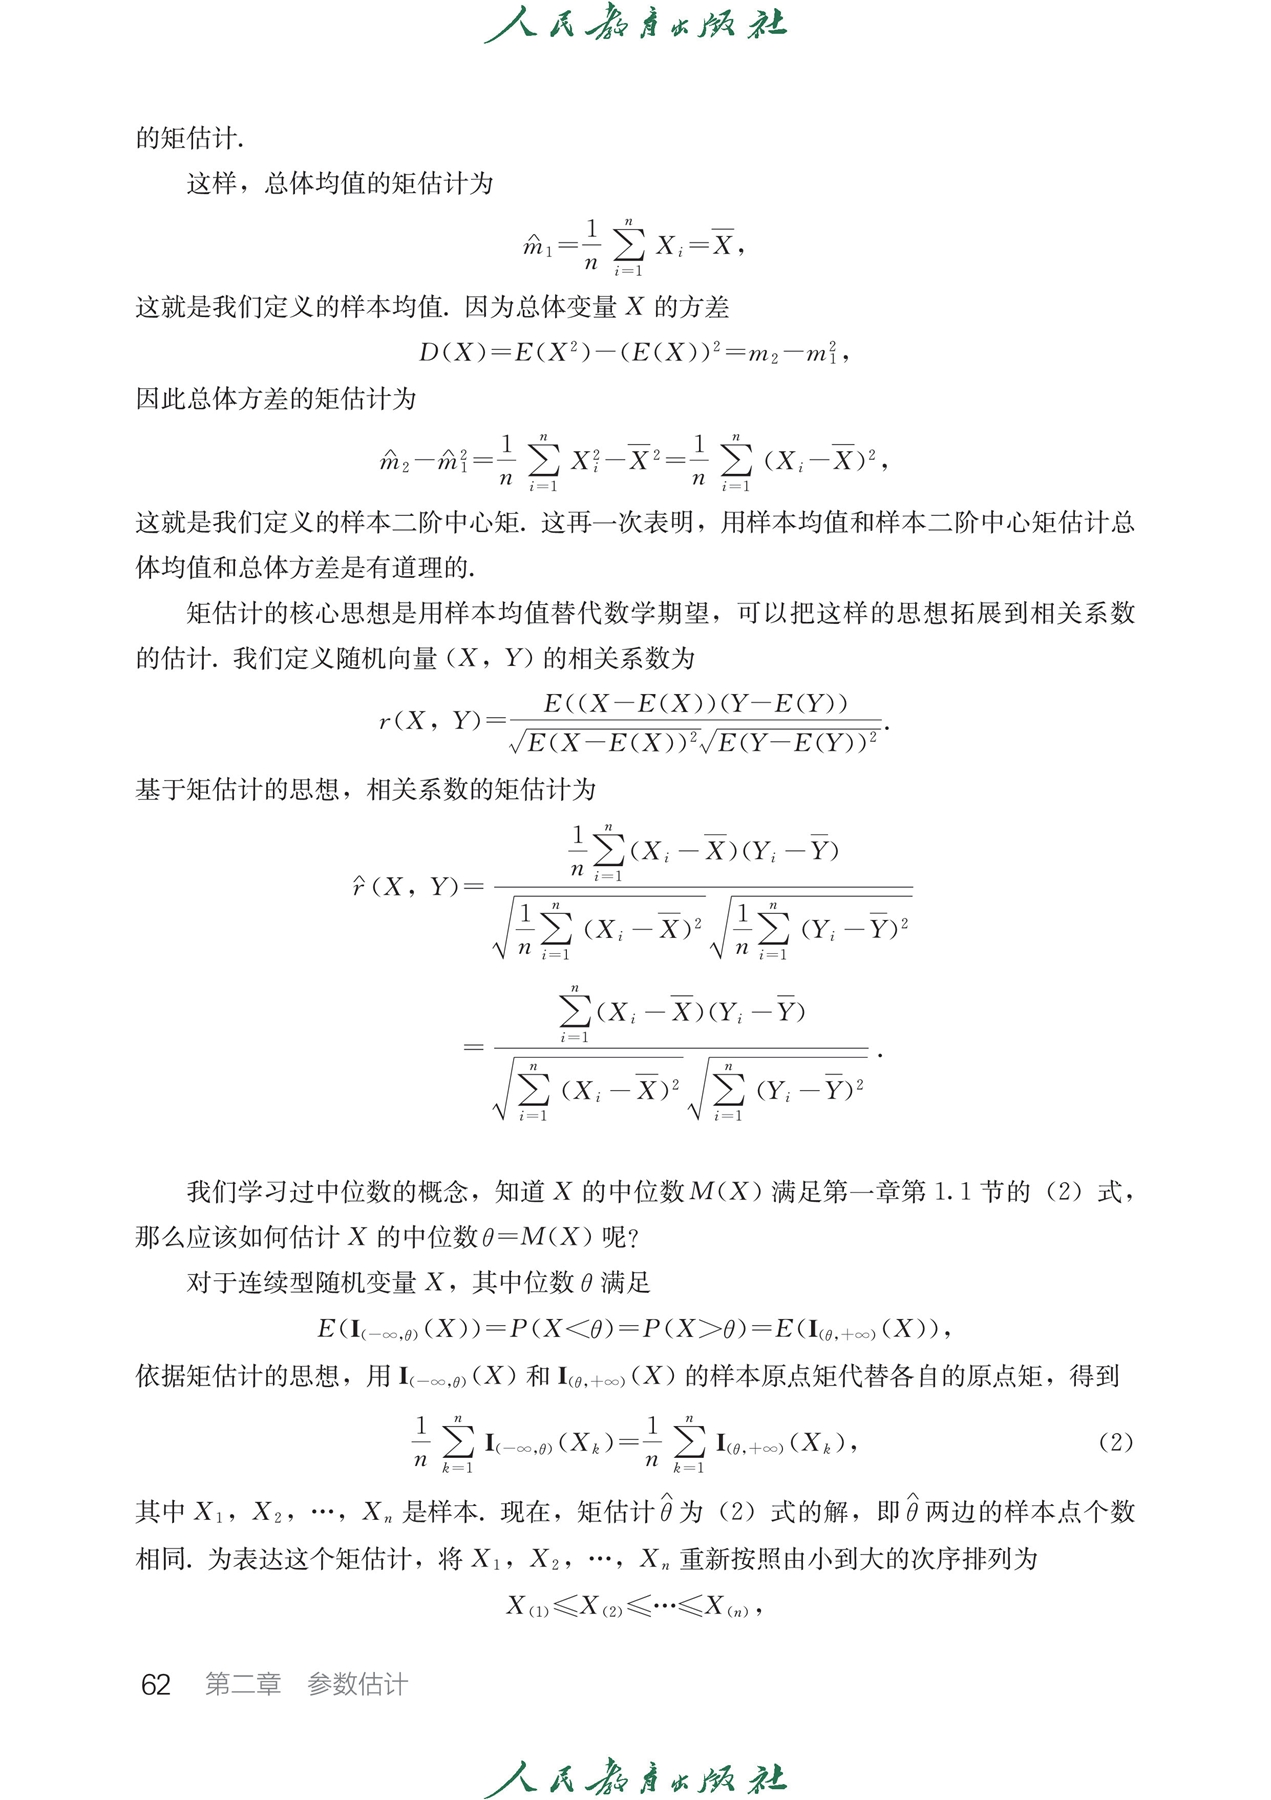 人民教育出版社
的矩估计.
这样，总体均值的矩估计为
$\hat{m}_1=\frac{1}{n}\sum_{i=1}^{n}X_i=\overline{X}$，
这就是我们定义的样本均值. 因为总体变量 X 的方差
$D(X)=E(X^2)-(E(X))^2=m_2-m_1^2$，
因此总体方差的矩估计为
$\hat{m}_2-\hat{m}_1^2=\frac{1}{n}\sum_{i=1}^{n}X_i^2-\overline{X}^2=\frac{1}{n}\sum_{i=1}^{n}(X_i-\overline{X})^2$，
这就是我们定义的样本二阶中心矩. 这再一次表明，用样本均值和样本二阶中心矩估计总
体均值和总体方差是有道理的.
矩估计的核心思想是用样本均值替代数学期望，可以把这样的思想拓展到相关系数
的估计. 我们定义随机向量 (X，Y) 的相关系数为
$r(X，Y)=\frac{E((X-E(X))(Y-E(Y))}{\sqrt{E(X-E(X))^2}\sqrt{E(Y-E(Y))^2}}$.
基于矩估计的思想，相关系数的矩估计为
$\hat{r}(X，Y)=\frac{\frac{1}{n}\sum_{i=1}^{n}(X_i-\overline{X})(Y_i-\overline{Y})}{\sqrt{\frac{1}{n}\sum_{i=1}^{n}(X_i-\overline{X})^2}\sqrt{\frac{1}{n}\sum_{i=1}^{n}(Y_i-\overline{Y})^2}}$
$=\frac{\sum_{i=1}^{n}(X_i-\overline{X})(Y_i-\overline{Y})}{\sqrt{\sum_{i=1}^{n}(X_i-\overline{X})^2}\sqrt{\sum_{i=1}^{n}(Y_i-\overline{Y})^2}}$.
我们学习过中位数的概念，知道 X 的中位数 M(X) 满足第一章第 1.1 节的（2）式，
那么应该如何估计 X 的中位数 θ=M(X) 呢？
对于连续型随机变量 X，其中位数 θ 满足
$E(\mathbf{I}_{(-\infty,\theta)}(X))=P(X<\theta)=P(X>\theta)=E(\mathbf{I}_{(\theta,+\infty)}(X))$，
依据矩估计的思想，用 $\mathbf{I}_{(-\infty,\theta)}(X)$ 和 $\mathbf{I}_{(\theta,+\infty)}(X)$ 的样本原点矩代替各自的原点矩，得到
$\frac{1}{n}\sum_{k=1}^{n}\mathbf{I}_{(-\infty,\theta)}(X_k)=\frac{1}{n}\sum_{k=1}^{n}\mathbf{I}_{(\theta,+\infty)}(X_k)$，（2）
其中 $X_1$，$X_2$，…，$X_n$ 是样本. 现在，矩估计 $\hat{\theta}$ 为（2）式的解，即 $\hat{\theta}$ 两边的样本点个数
相同. 为表达这个矩估计，将 $X_1$，$X_2$，…，$X_n$ 重新按照由小到大的次序排列为
$X_{(1)}\leqslant X_{(2)}\leqslant\cdots\leqslant X_{(n)}$，
62 第二章 参数估计
人民教育出版社